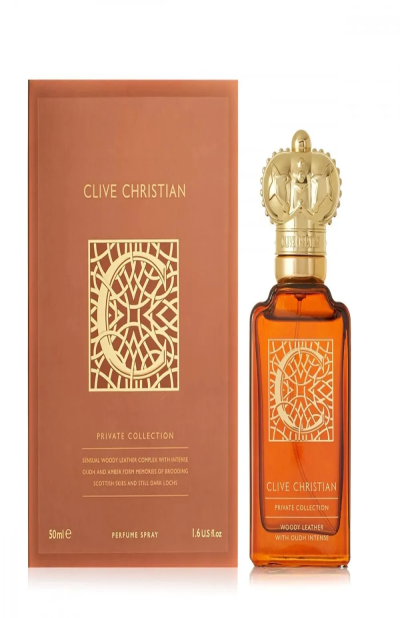 CLIVE CHRISTIAN
C
PRIVATE COLLECTION
SENSUAL WOODY LEATHER COMPLEX WITH INTENSE
OUDH AND AMBER FORM MEMORIES OF BROODING
SCOTTISH SKIES AND STILL DARK LOCHS
50ml e
PERFUME SPRAY
1.6 U.S fl.oz
C
CLIVE CHRISTIAN
PRIVATE COLLECTION
WOODY LEATHER
WITH OUDH INTENSE